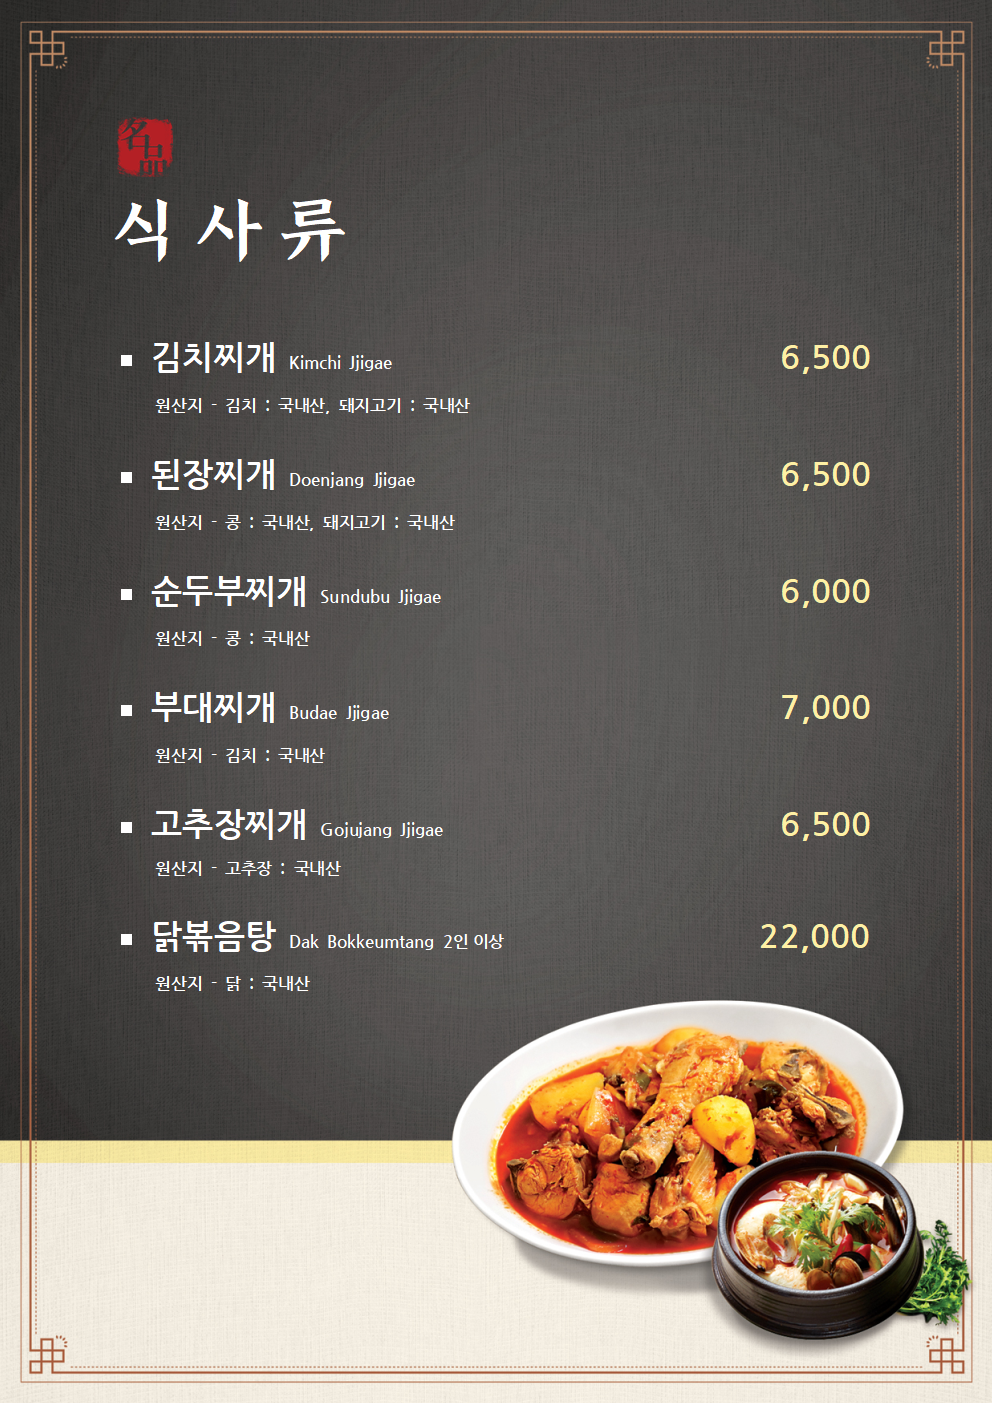 名品
식사류
김치찌개 Kimchi Jjigae 6,500
원산지 - 김치 : 국내산, 돼지고기 : 국내산
된장찌개 Doenjang Jjigae 6,500
원산지 - 콩 : 국내산, 돼지고기 : 국내산
순두부찌개 Sundubu Jjigae 6,000
원산지 - 콩 : 국내산
부대찌개 Budae Jjigae 7,000
원산지 - 김치 : 국내산
고추장찌개 Gojujang Jjigae 6,500
원산지 - 고추장 : 국내산
닭볶음탕 Dak Bokkeumtang 2인 이상 22,000
원산지 - 닭 : 국내산